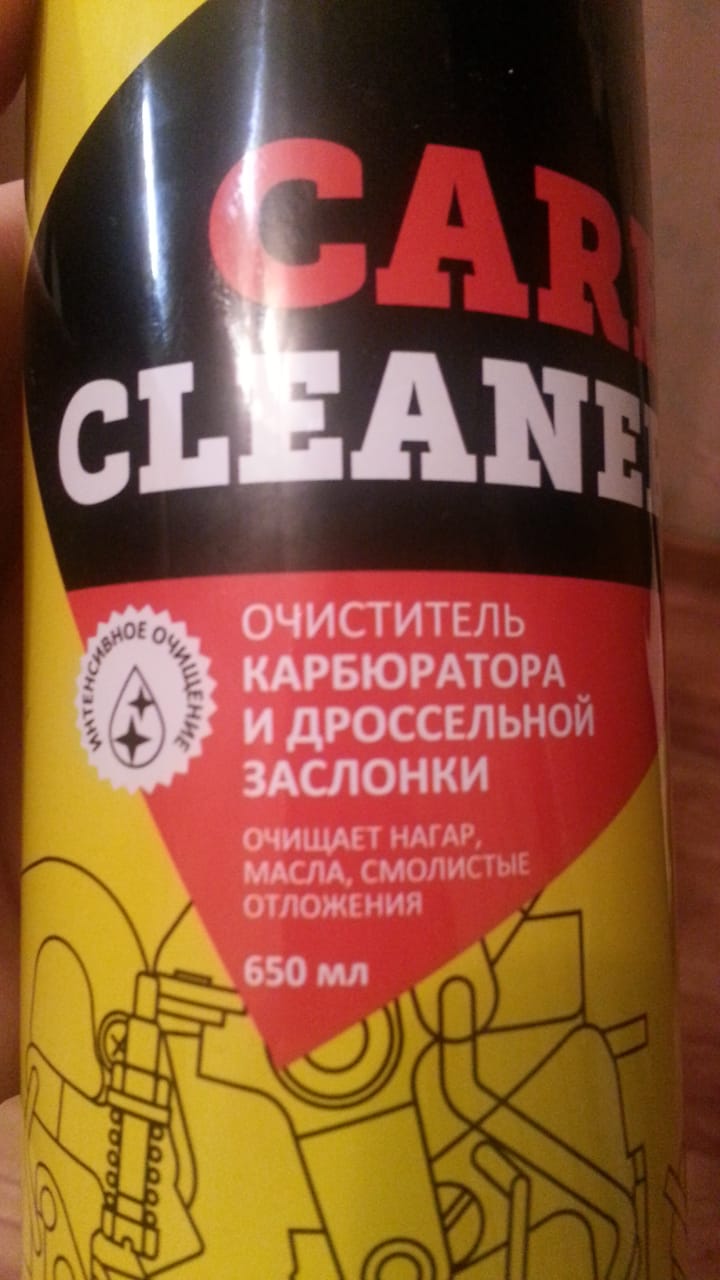 CAR
CLEANE
ИНТЕНСИВНОЕ ОЧИЩЕНИЕ
ОЧИСТИТЕЛЬ
КАРБЮРАТОРА
И ДРОССЕЛЬНОЙ
ЗАСЛОНКИ
ОЧИЩАЕТ НАГАР,
МАСЛА, СМОЛИСТЫЕ
ОТЛОЖЕНИЯ
650 мл